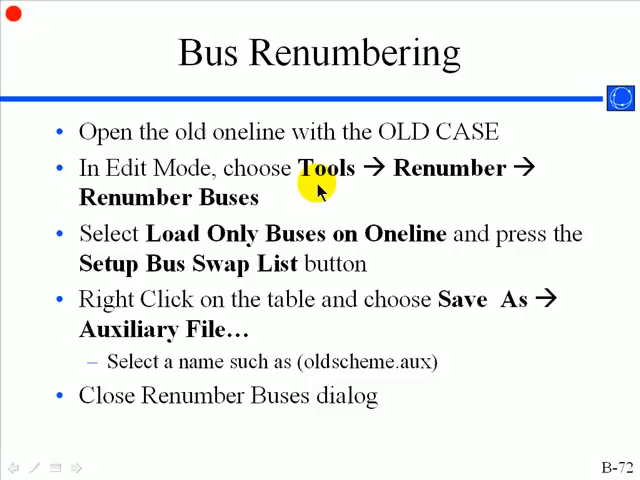 Bus Renumbering
• Open the old oneline with the OLD CASE
• In Edit Mode, choose Tools → Renumber →
Renumber Buses
• Select Load Only Buses on Oneline and press the
Setup Bus Swap List button
• Right Click on the table and choose Save As →
Auxiliary File…
– Select a name such as (oldscheme.aux)
• Close Renumber Buses dialog
B-72